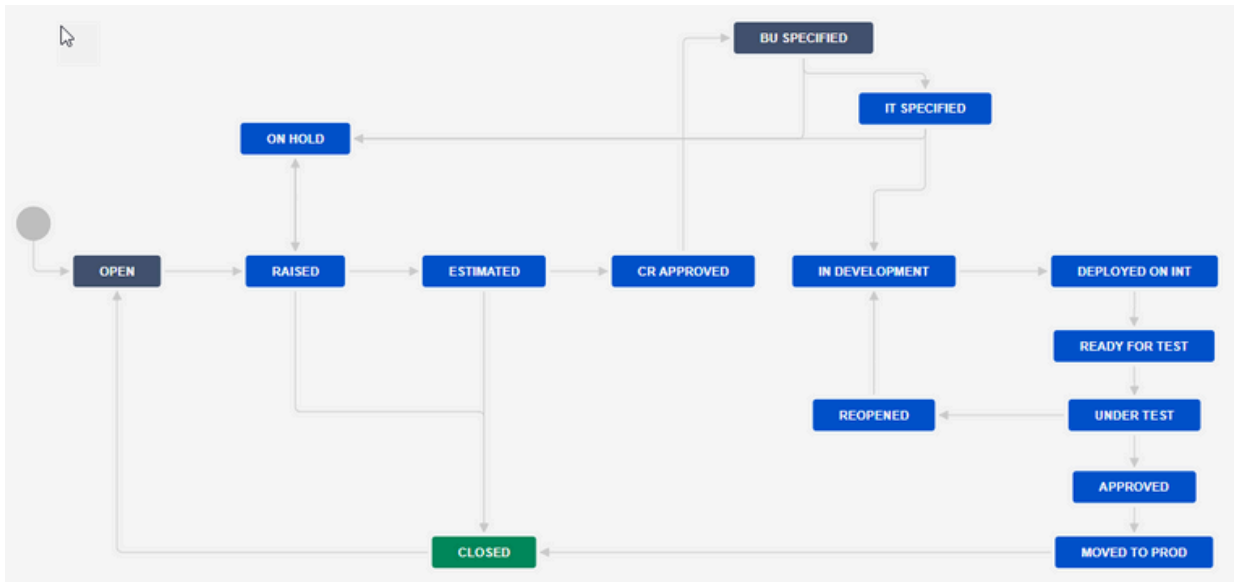 BU SPECIFIED
IT SPECIFIED
ON HOLD
OPEN
RAISED
ESTIMATED
CR APPROVED
IN DEVELOPMENT
DEPLOYED ON INT
READY FOR TEST
REOPENED
UNDER TEST
APPROVED
CLOSED
MOVED TO PROD